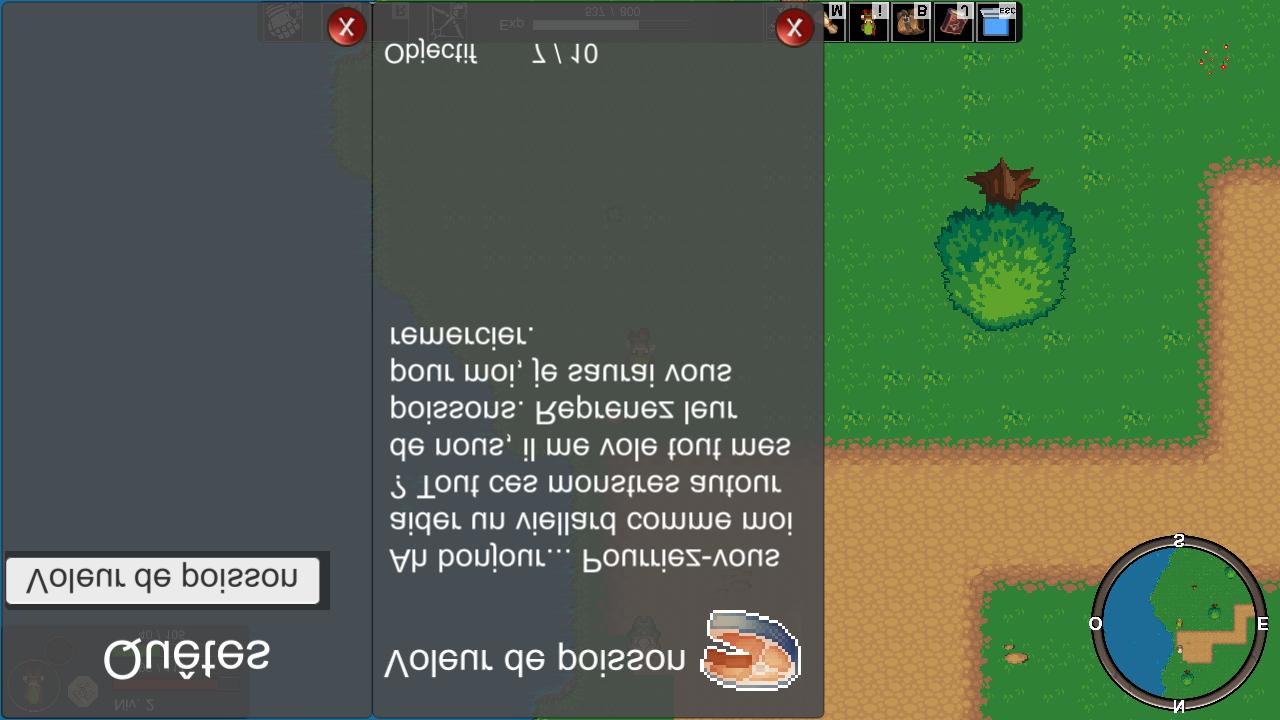 Quêtes
Niv. 2
Voleur de poisson
Voleur de poisson
Ah bonjour... Pourriez-vous
aider un viellard comme moi
? Tout ces monstres autour
de nous, il me vole tout mes
poissons. Reprenez leur
pour moi, je saurai vous
remercier.
Objectif 7 / 10
X
X
N
O
E
S
Exp
537 / 800
R
M
I
B
J
ESC